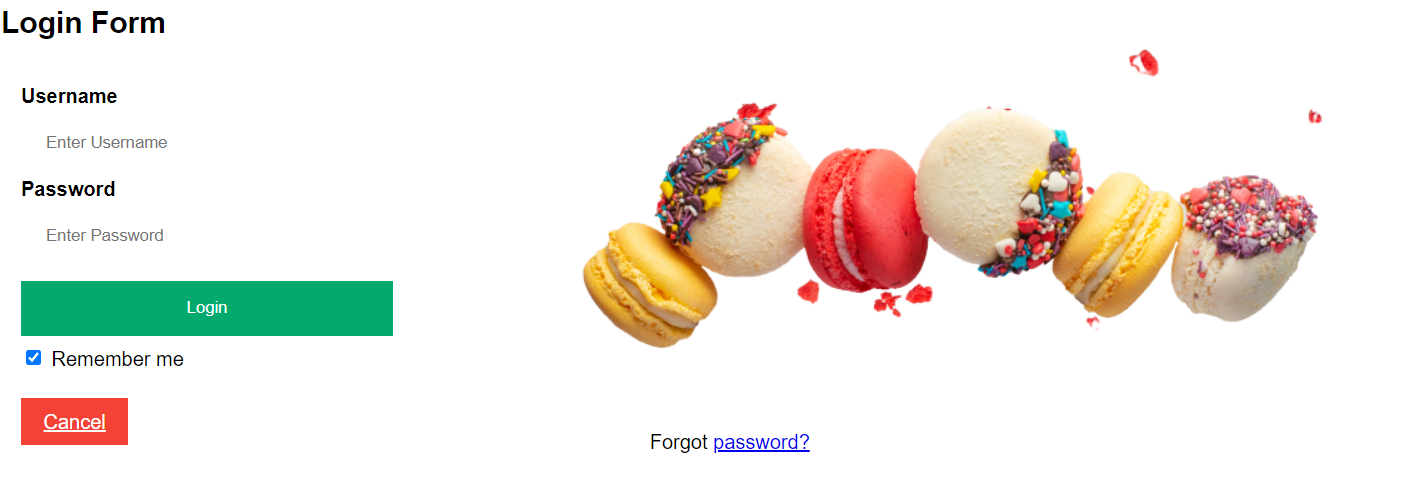 Login Form
Username
Enter Username
Password
Enter Password
Login
Remember me
Cancel
Forgot password?